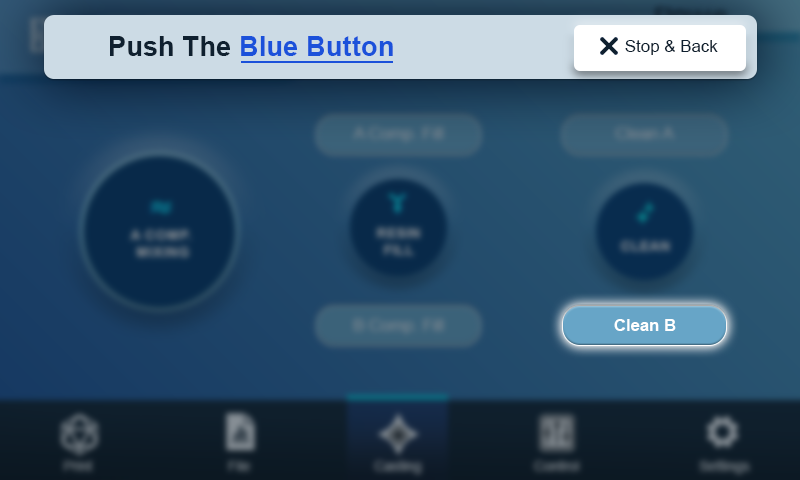 Push The Blue Button
Stop & Back
A Comp. Fill
Clean A
A COMP.
MIXING
RESIN
FILL
CLEAN
B Comp. Fill
Clean B
Print
File
Casting
Control
Settings